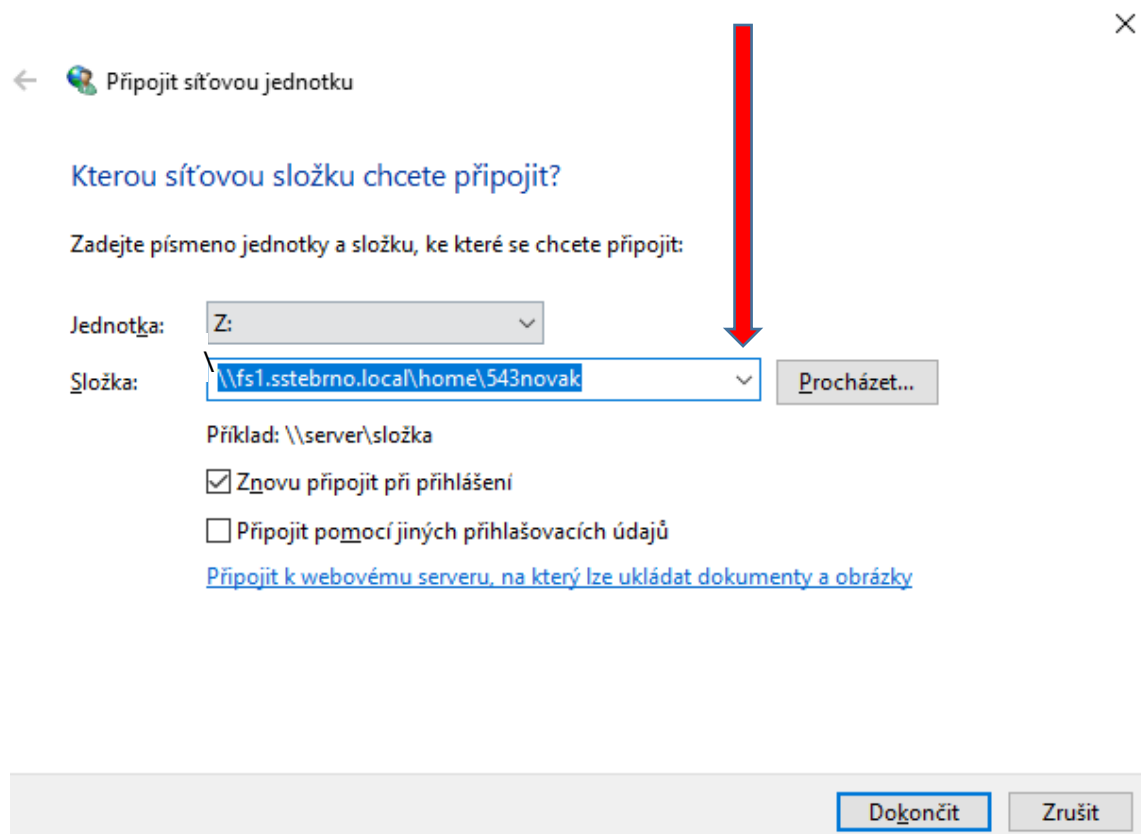 Připojit síťovou jednotku
Kterou síťovou složku chcete připojit?
Zadejte písmeno jednotky a složku, ke které se chcete připojit:
Jednotka: Z:
\
Složka: \\fs1.sstebrno.local\home\543novak Procházet...
Příklad: \\server\složka
Znovu připojit při přihlášení
Připojit pomocí jiných přihlašovacích údajů
Připojit k webovému serveru, na který lze ukládat dokumenty a obrázky
Dokončit Zrušit